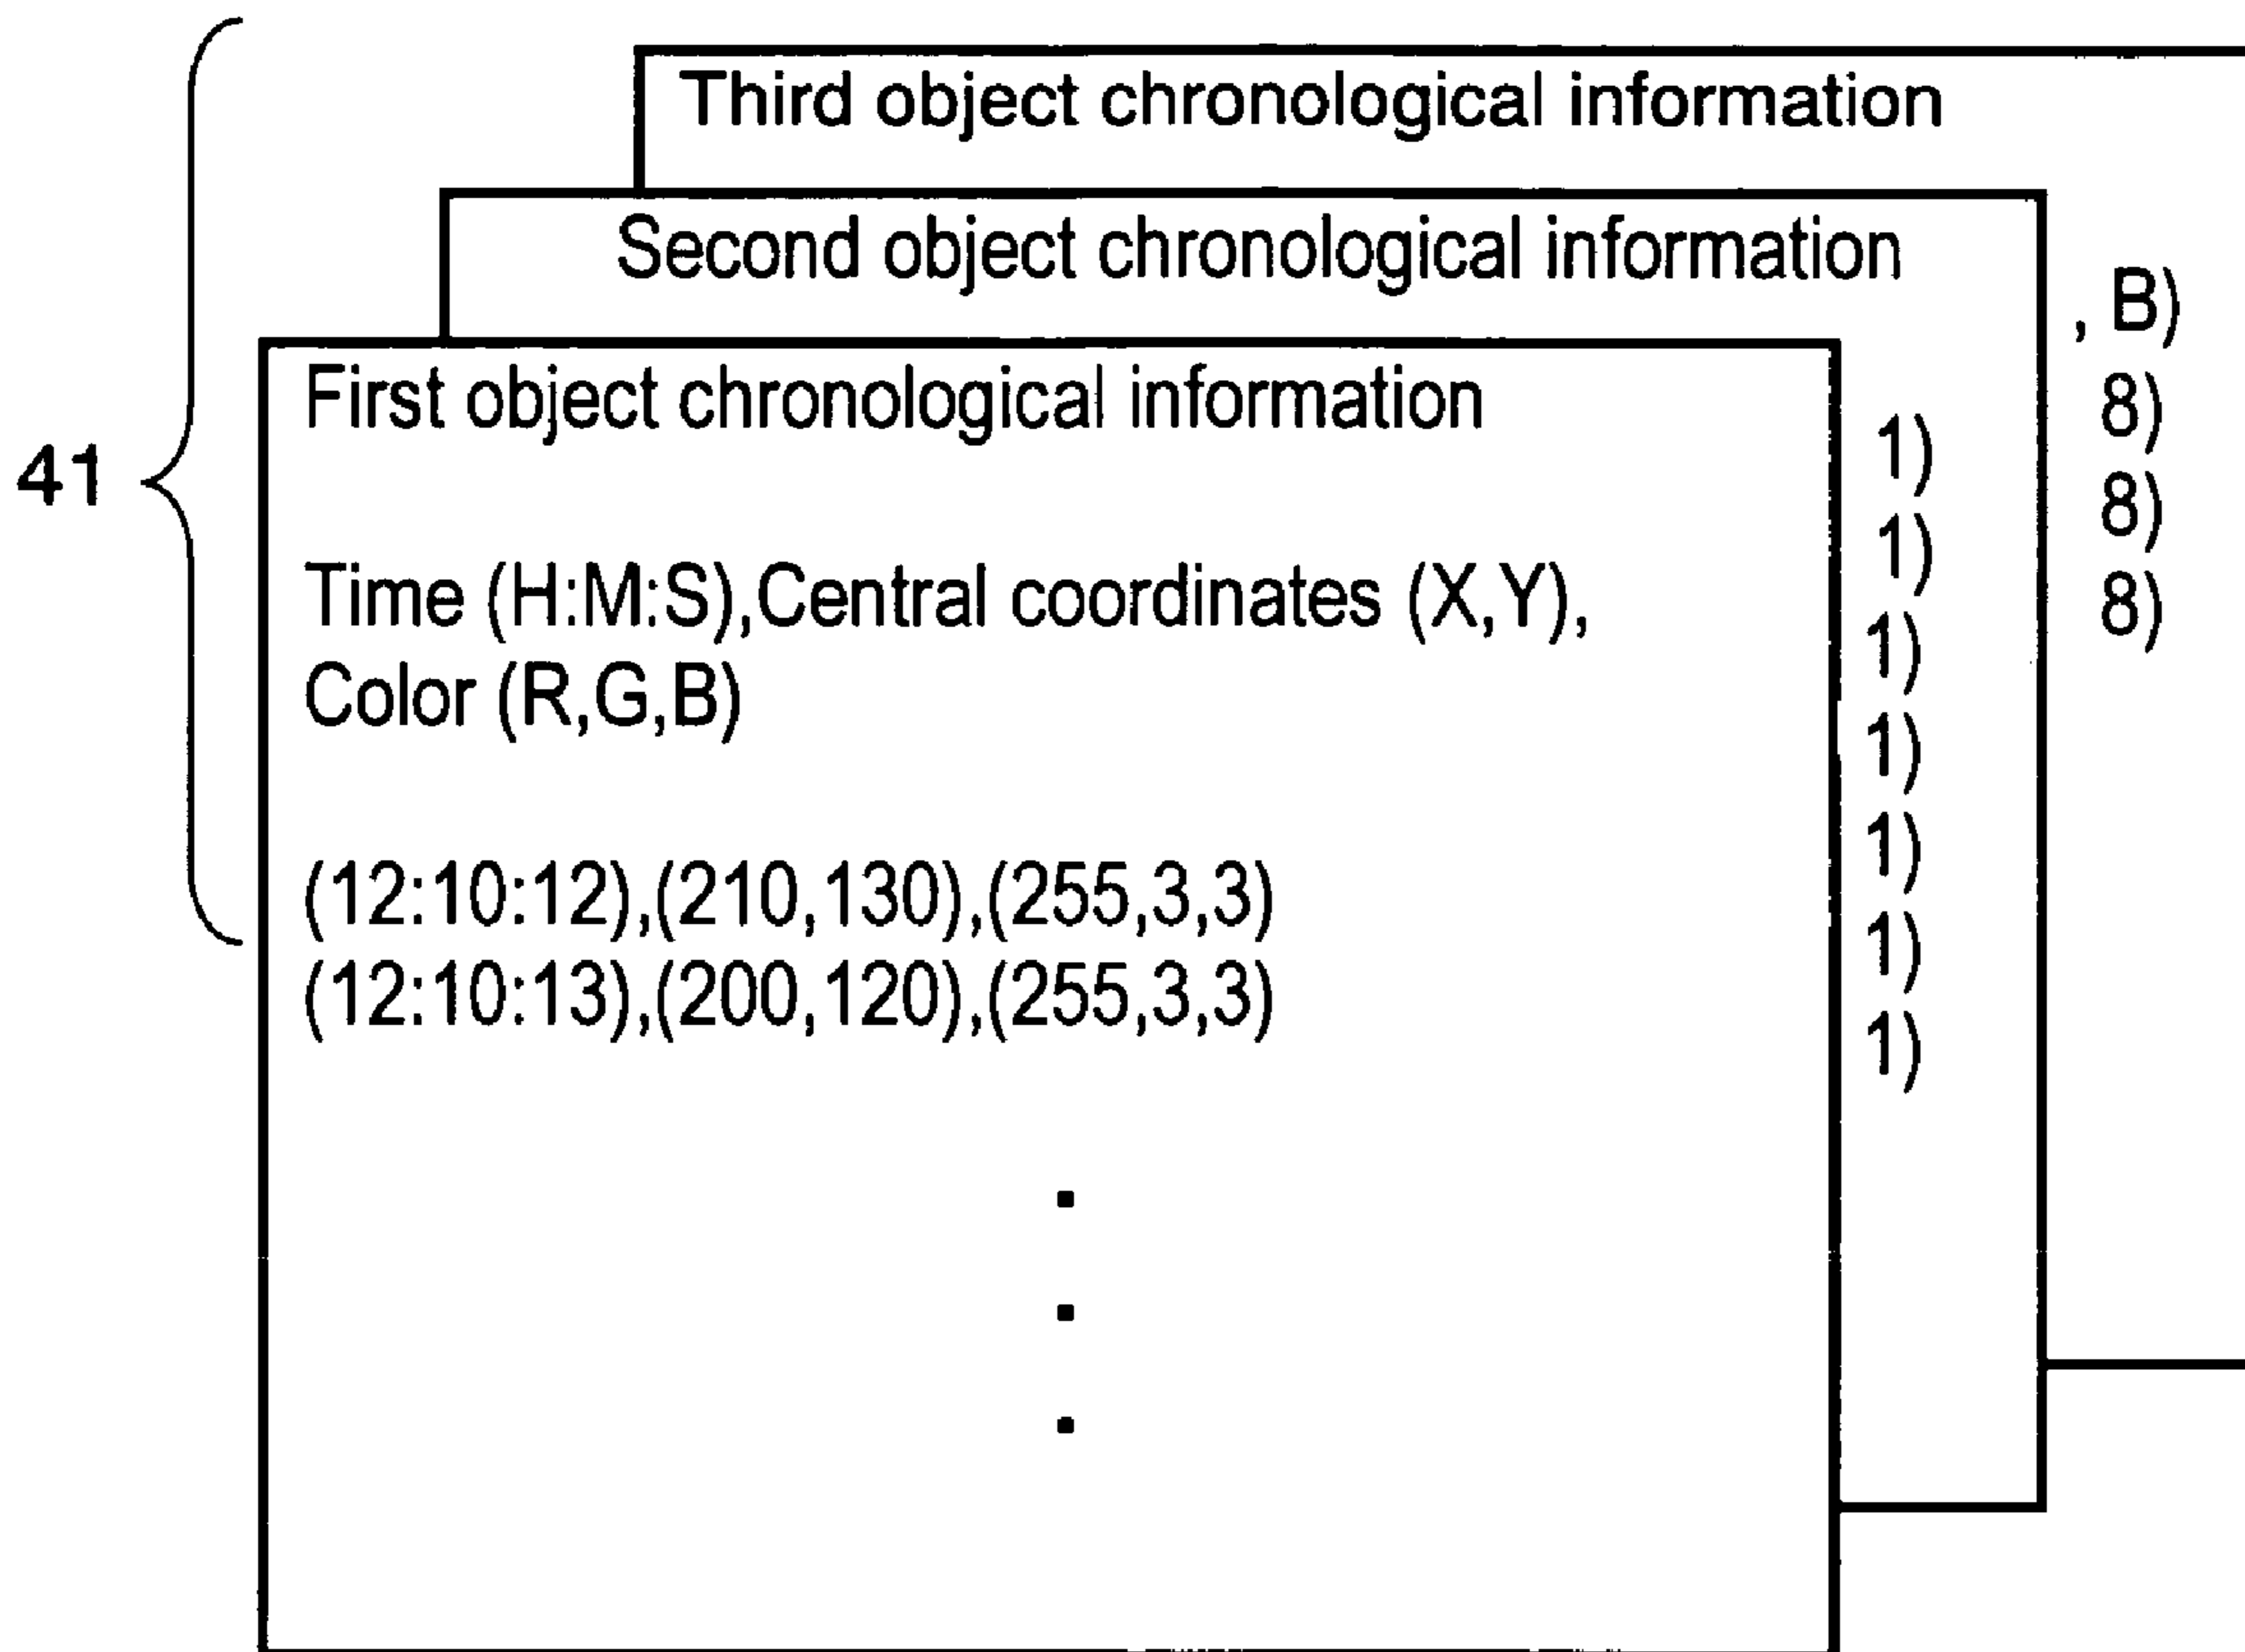 Third object chronological information
Second object chronological information
, B)
8)
8)
8)
1)
1)
1)
1)
1)
1)
1)
41
First object chronological information
Time (H:M:S),Central coordinates (X,Y),
Color (R,G,B)
(12:10:12),(210,130),(255,3,3)
(12:10:13),(200,120),(255,3,3)